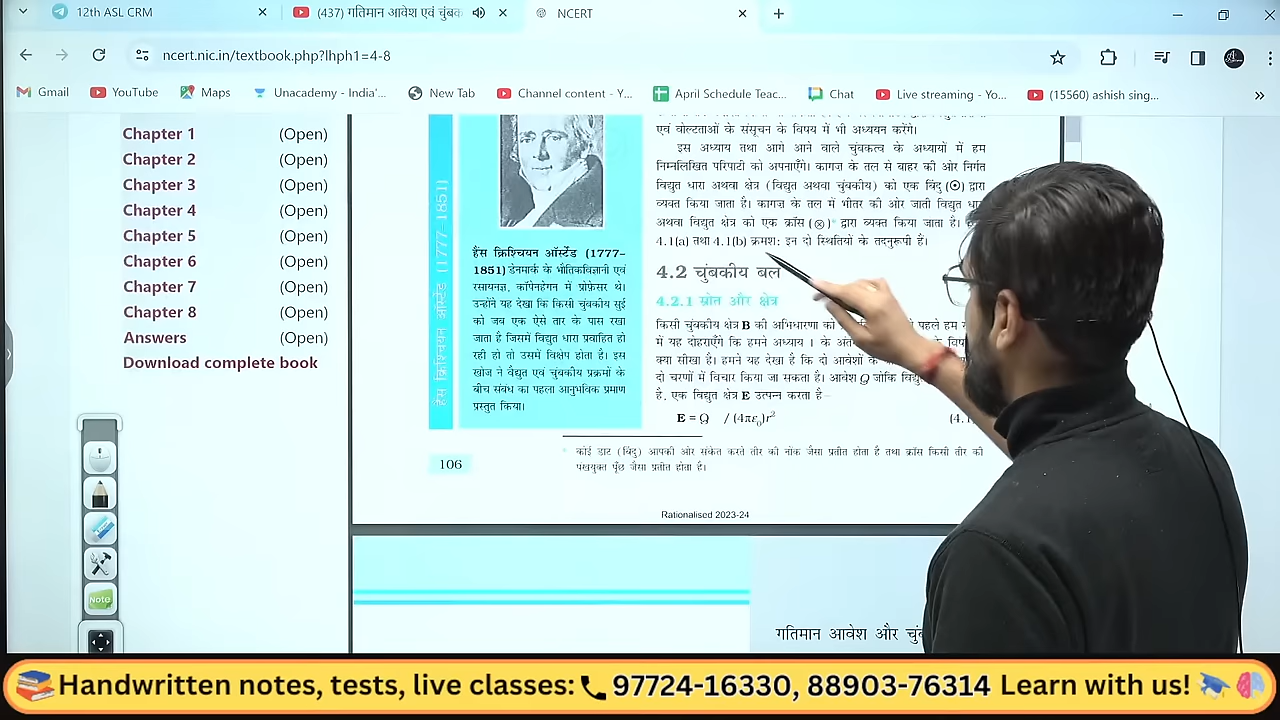 12th ASL CRM
(437) गतिमान आवेश एवं चुंबक
NCERT
ncert.nic.in/textbook.php?lhph1=4-8
Gmail
YouTube
Maps
Unacademy - India'...
New Tab
Channel content - Y...
April Schedule Teac...
Chat
Live streaming - Yo...
(15560) ashish sing...
Chapter 1 (Open)
Chapter 2 (Open)
Chapter 3 (Open)
Chapter 4 (Open)
Chapter 5 (Open)
Chapter 6 (Open)
Chapter 7 (Open)
Chapter 8 (Open)
Answers (Open)
Download complete book
Note
हैंस क्रिश्चियन ऑर्स्टेड (1777-1851)
हैंस क्रिश्चियन ऑर्स्टेड (1777-
1851) डेनमार्क के भौतिकविज्ञानी एवं
रसायनज्ञ, कॉपेनहेगन में प्रोफ़ेसर थे।
उन्होंने यह देखा कि किसी चुंबकीय सुई
को जब एक ऐसे तार के पास रखा
जाता है जिसमें विद्युत धारा प्रवाहित हो
रही हो तो उसमें विक्षेप होता है। इस
खोज ने वैद्युत एवं चुंबकीय प्रक्रमों के
बीच संबंध का पहला आनुभविक प्रमाण
प्रस्तुत किया।
106
एवं वोल्टताओं के संसूचन के विषय में भी अध्ययन करेंगे।
इस अध्याय तथा आगे आने वाले चुंबकत्व के अध्यायों में हम
निम्नलिखित परिपाटी को अपनाएँगे। कागज के तल से बाहर की ओर निर्गत
विद्युत धारा अथवा क्षेत्र (विद्युत अथवा चुंबकीय) को एक बिंदु (⊙) द्वारा
व्यक्त किया जाता है। कागज़ के तल में भीतर की ओर जाती विद्युत
अथवा विद्युत क्षेत्र को एक क्रॉस (⊗)* द्वारा व्यक्त किया जाता है।
4.1(a) तथा 4.1(b) क्रमश: इन दो स्थितियों के तदनुरूपी हैं।
4.2 चुंबकीय बल
4.2.1 स्रोत और क्षेत्र
किसी चुंबकीय क्षेत्र B की अभिधारणा को पहले हम
में यह दोहराएँगे कि हमने अध्याय 1 के
क्या सीखा है। हमने यह देखा है कि दो आवेशों के
दो चरणों में विचार किया जा सकता है। आवेश Q जोकि
है, एक विद्युत क्षेत्र E उत्पन्न करता है
E = Q / (4πε₀)r² (4.1
* कोई डाट (बिंदु) आपकी ओर संकेत करते तीर की नोंक जैसा प्रतीत होता है तथा क्रॉस किसी तीर की
पंखयुक्त पूँछ जैसा प्रतीत होता है।
Rationalised 2023-24
गतिमान आवेश और
Handwritten notes, tests, live classes: 97724-16330, 88903-76314 Learn with us!